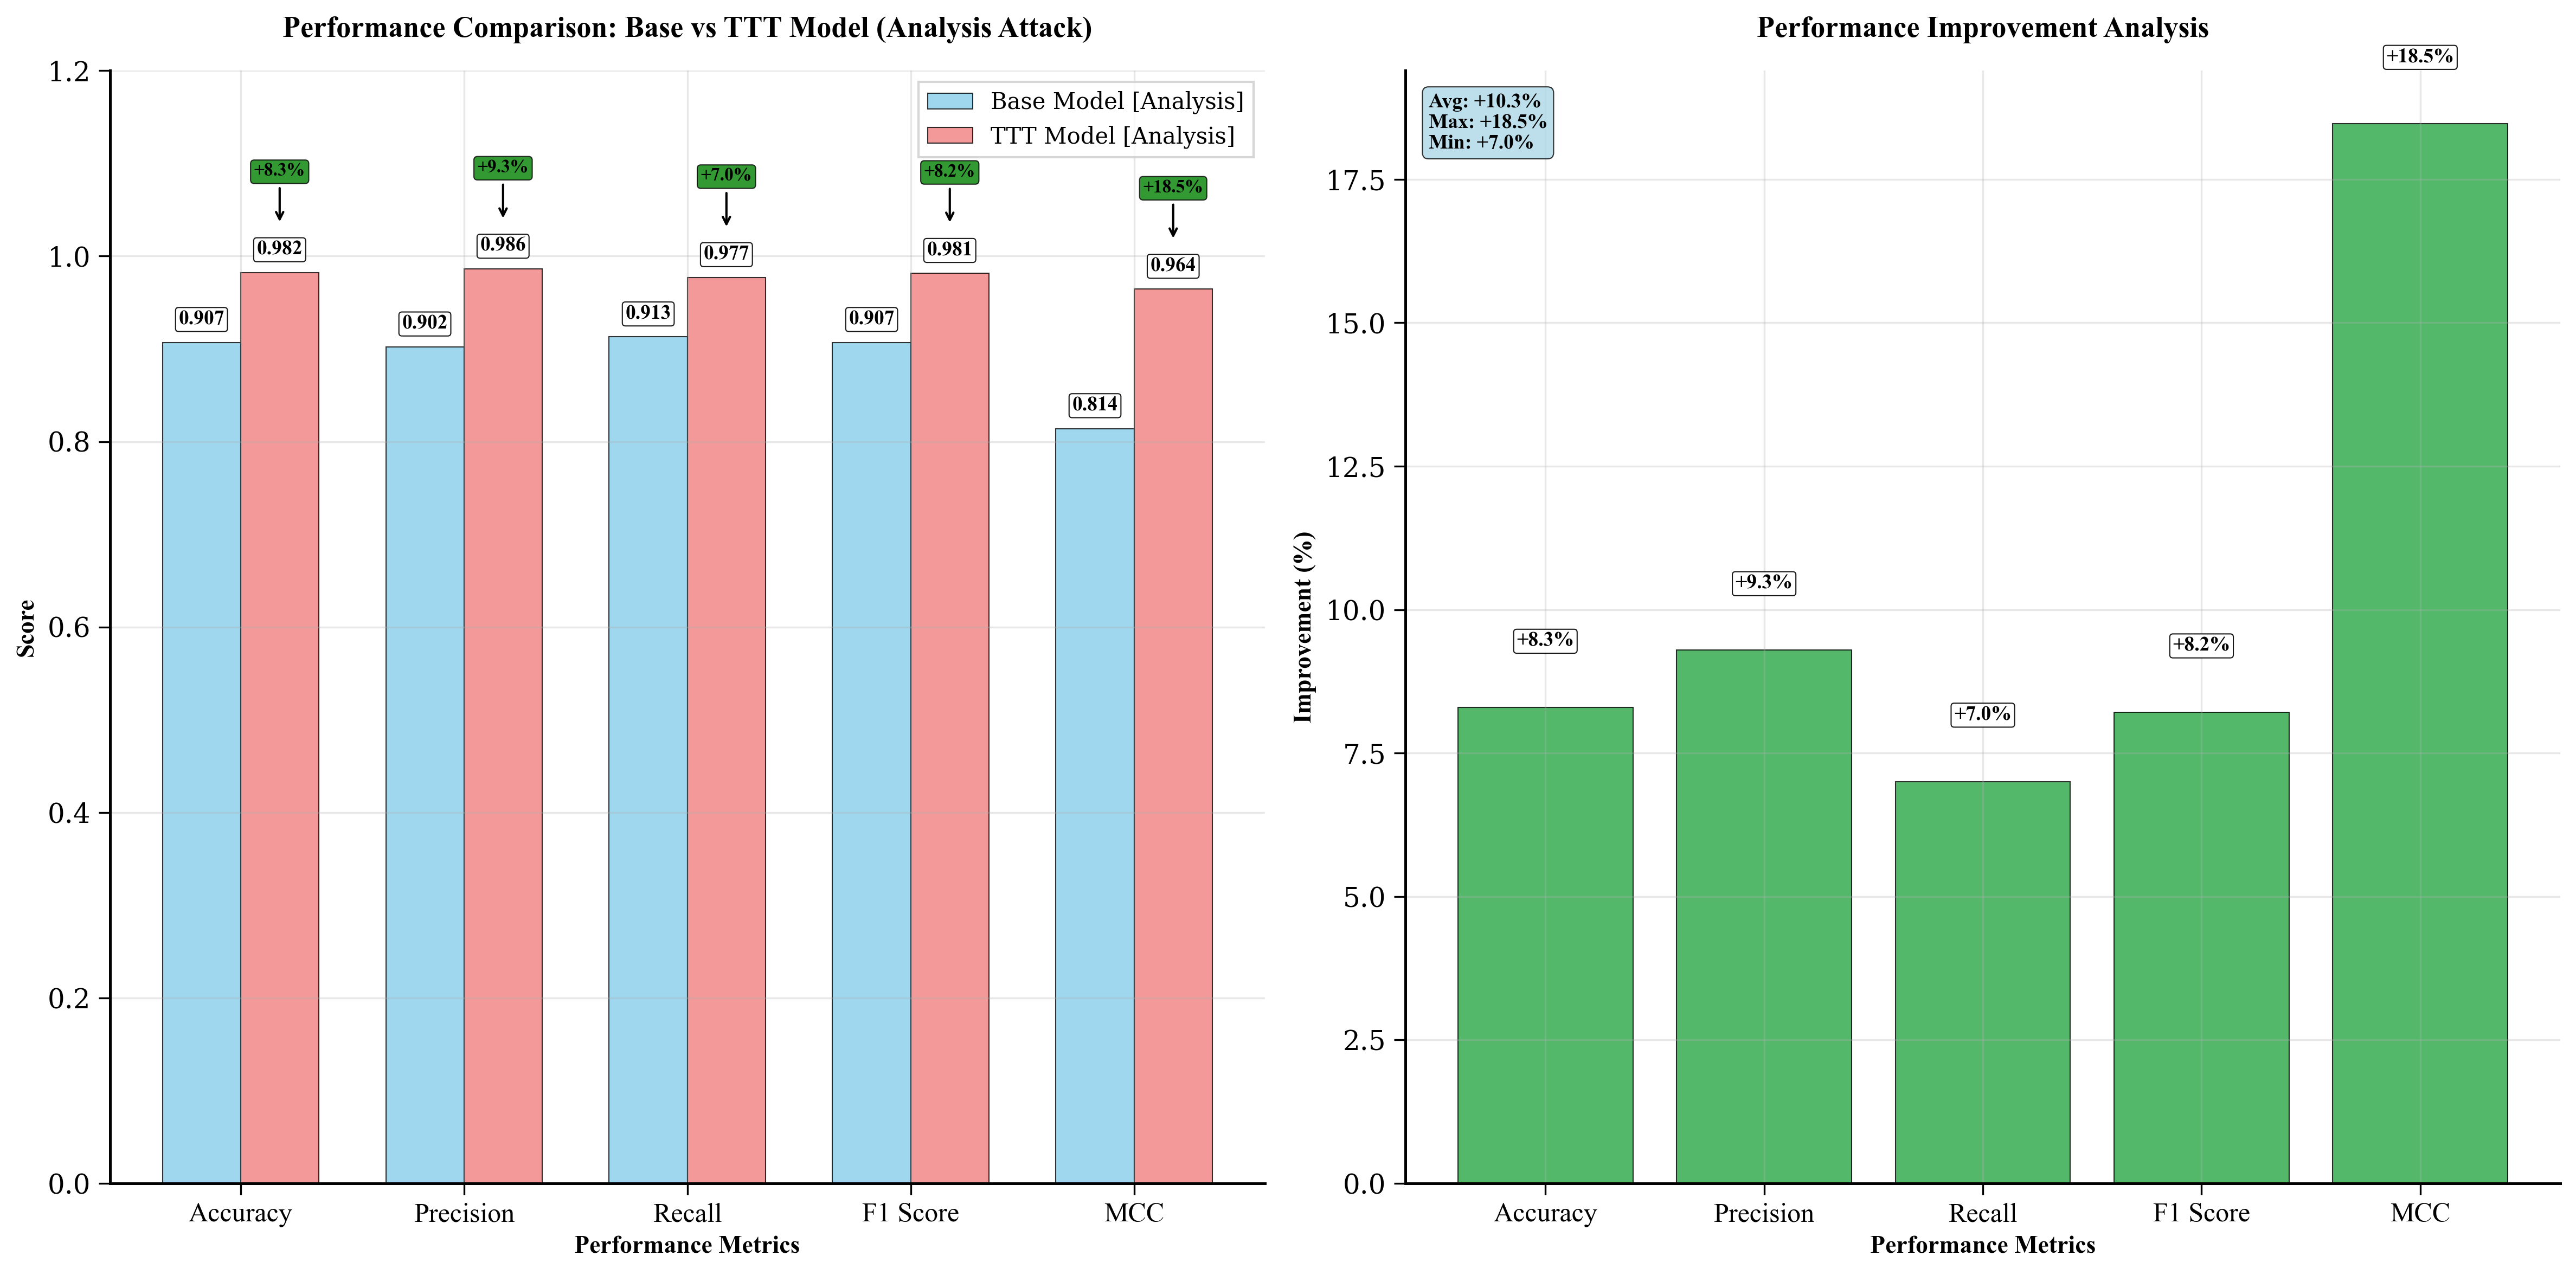 Performance Comparison: Base vs TTT Model (Analysis Attack)
Base Model [Analysis]
TTT Model [Analysis]
+8.3%
+9.3%
+7.0%
+8.2%
+18.5%
0.907
0.982
0.902
0.986
0.913
0.977
0.907
0.981
0.814
0.964
Score
1.2
1.0
0.8
0.6
0.4
0.2
0.0
Accuracy
Precision
Recall
F1 Score
MCC
Performance Metrics
Performance Improvement Analysis
Avg: +10.3%
Max: +18.5%
Min: +7.0%
+8.3%
+9.3%
+7.0%
+8.2%
+18.5%
Improvement (%)
17.5
15.0
12.5
10.0
7.5
5.0
2.5
0.0
Accuracy
Precision
Recall
F1 Score
MCC
Performance Metrics